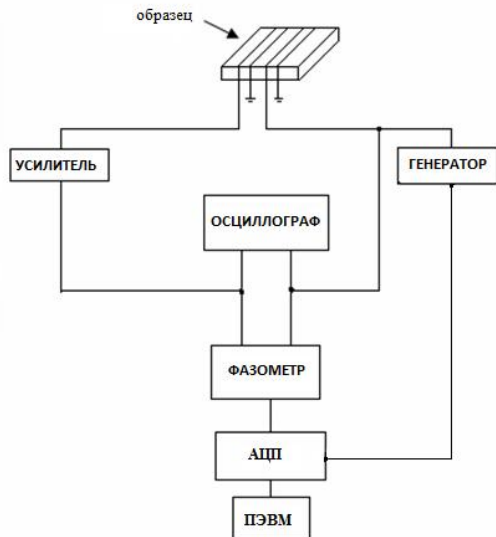 образец
УСИЛИТЕЛЬ
ГЕНЕРАТОР
ОСЦИЛЛОГРАФ
ФАЗОМЕТР
АЦП
ПЭВМ